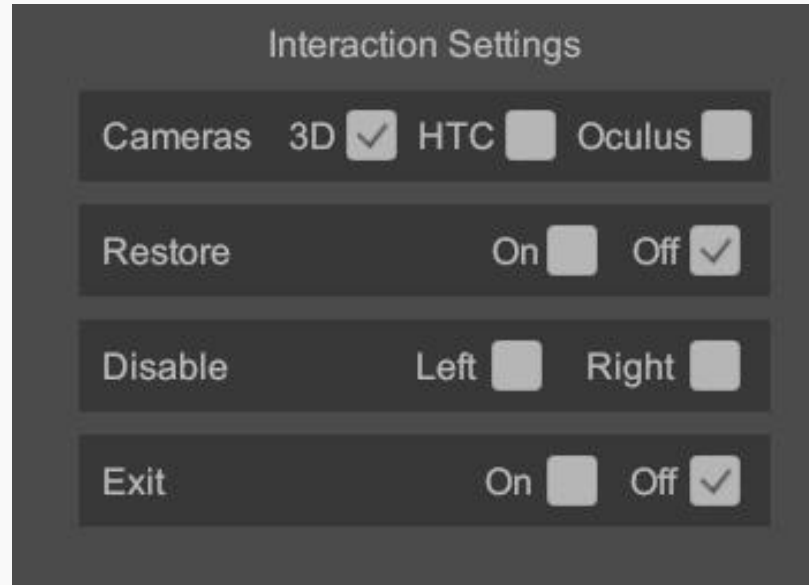 Interaction Settings
Cameras 3D HTC Oculus
Restore On Off
Disable Left Right
Exit On Off